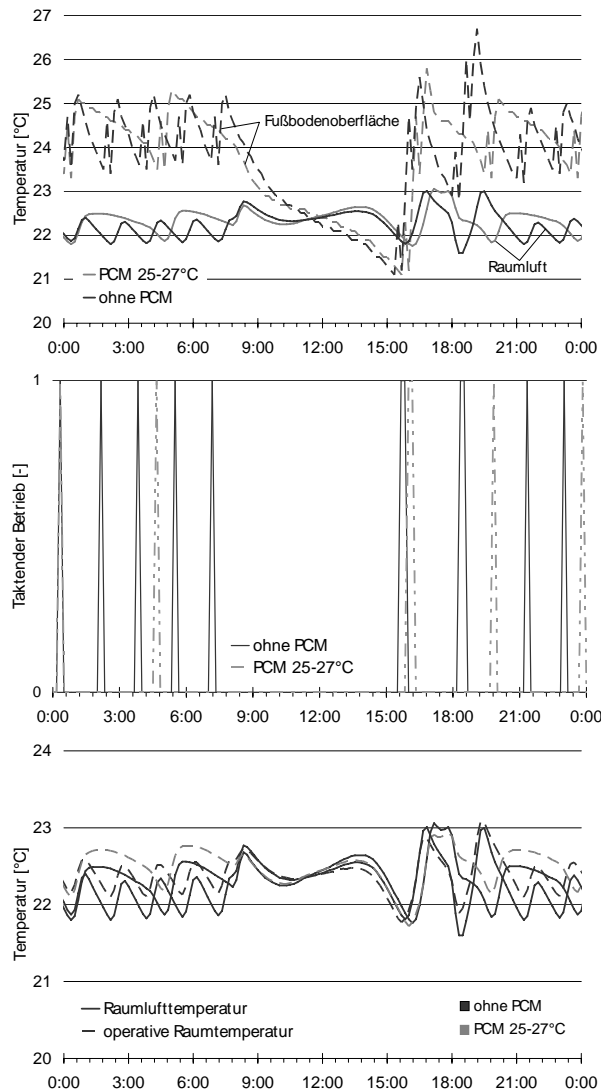 27
26
25
24
23
22
21
20
Temperatur [°C]
Fußbodenoberfläche
Raumluft
PCM 25-27°C
ohne PCM
0:00 3:00 6:00 9:00 12:00 15:00 18:00 21:00 0:00
1
0
Taktender Betrieb [-]
ohne PCM
PCM 25-27°C
0:00 3:00 6:00 9:00 12:00 15:00 18:00 21:00 0:00
24
23
22
21
20
Temperatur [°C]
Raumlufttemperatur
operative Raumtemperatur
ohne PCM
PCM 25-27°C
0:00 3:00 6:00 9:00 12:00 15:00 18:00 21:00 0:00